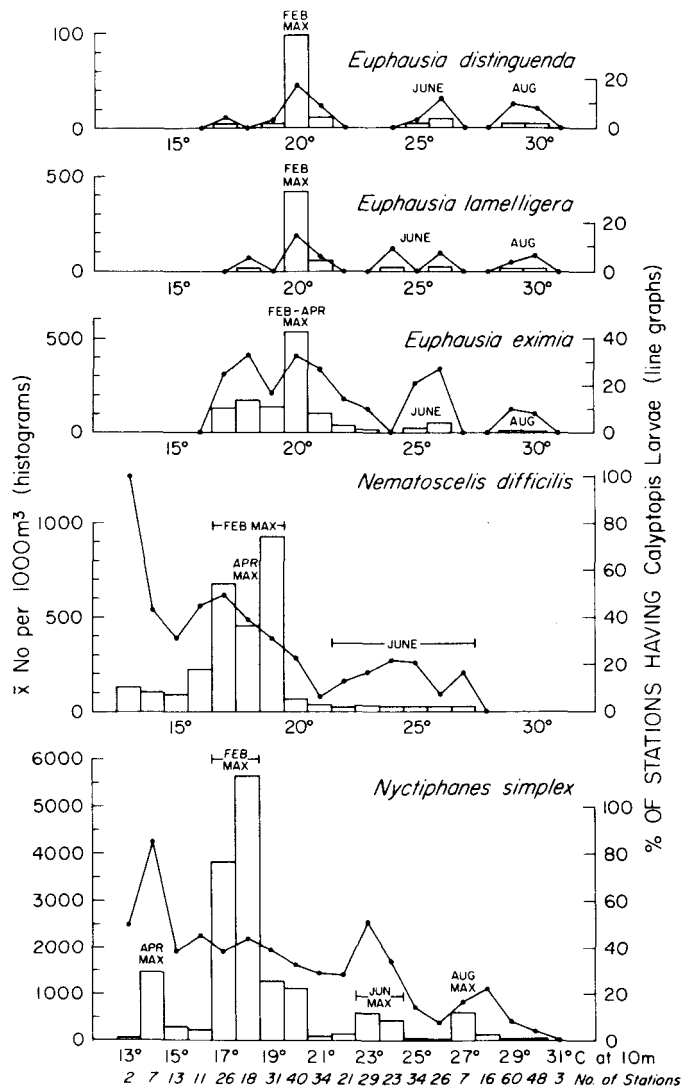 FEB
MAX
100
0
Euphausia distinguenda
JUNE
AUG
20
0
15°
20°
25°
30°
FEB
MAX
500
0
Euphausia lamelligera
JUNE
AUG
20
0
15°
20°
25°
30°
FEB-APR
MAX
500
0
Euphausia eximia
JUNE
AUG
40
20
0
15°
20°
25°
30°
Nematoscelis difficilis
1000
500
0
FEB MAX
APR
MAX
JUNE
100
80
60
40
20
0
15°
20°
25°
30°
Nyctiphanes simplex
6000
5000
4000
3000
2000
1000
0
FEB
MAX
APR
MAX
JUN
MAX
AUG
MAX
100
80
60
40
20
0
13° 15° 17° 19° 21° 23° 25° 27° 29° 31° C at 10m
2 7 13 11 26 18 31 40 34 21 29 23 34 26 7 16 60 48 3 No. of Stations
x̄ No per 1000m³ (histograms)
% OF STATIONS HAVING Calyptopis Larvae (line graphs)